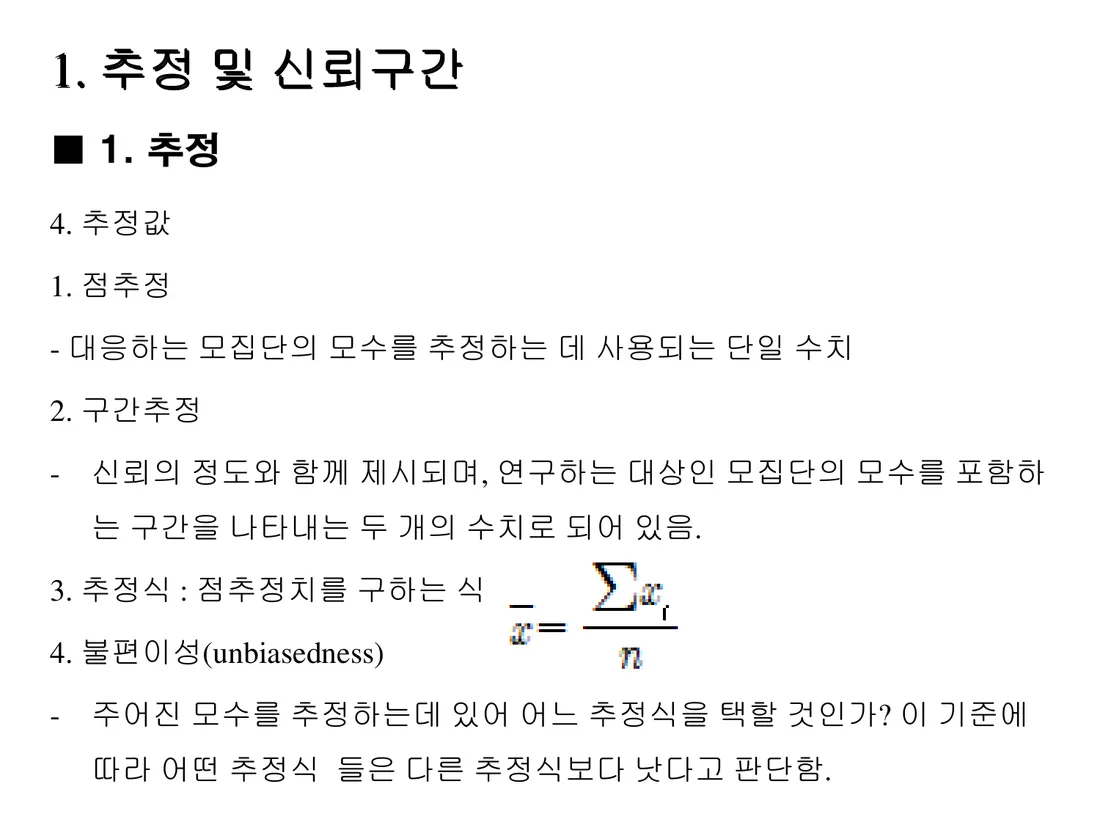 1. 추정 및 신뢰구간
■ 1. 추정
4. 추정값
1. 점추정
- 대응하는 모집단의 모수를 추정하는 데 사용되는 단일 수치
2. 구간추정
- 신뢰의 정도와 함께 제시되며, 연구하는 대상인 모집단의 모수를 포함하
는 구간을 나타내는 두 개의 수치로 되어 있음.
3. 추정식 : 점추정치를 구하는 식 x̄ = ∑xᵢ / n
4. 불편이성(unbiasedness)
- 주어진 모수를 추정하는데 있어 어느 추정식을 택할 것인가? 이 기준에
따라 어떤 추정식 들은 다른 추정식보다 낫다고 판단함.